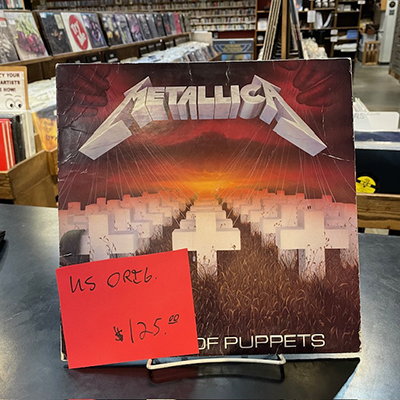 METALLICA
US ORIG.
$125.00
OF PUPPETS